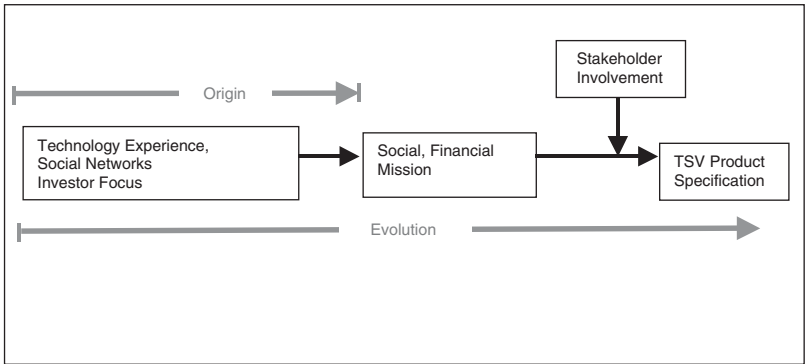 Stakeholder
Involvement
Origin
Technology Experience,
Social Networks
Investor Focus
Social, Financial
Mission
TSV Product
Specification
Evolution